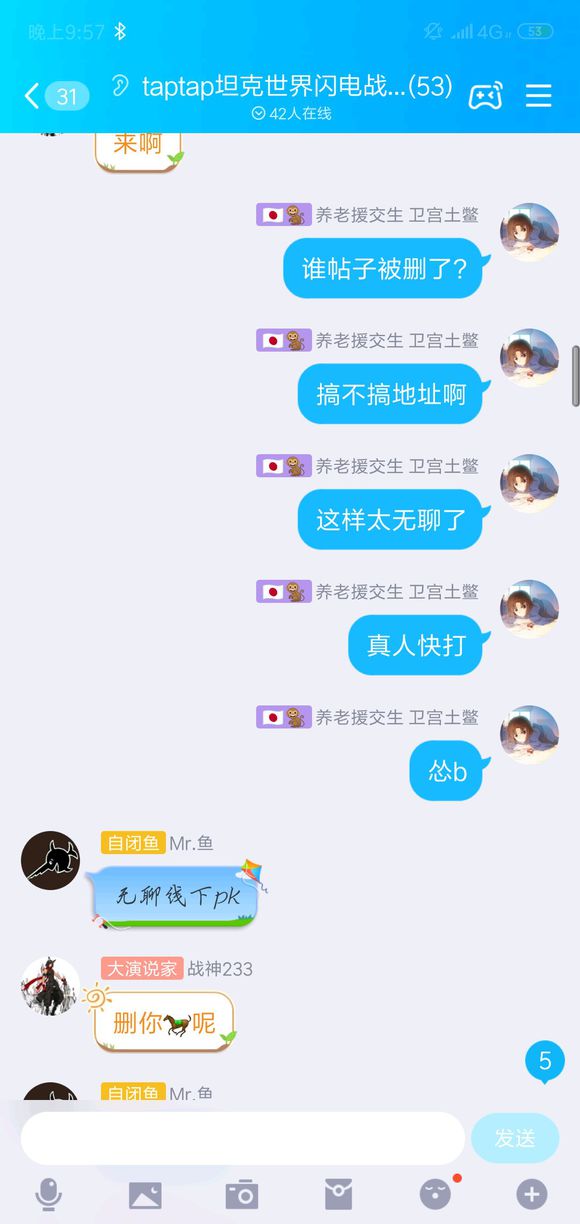 晚上9:57
4G
53
31
taptap坦克世界闪电战...(53)
42人在线
来啊
养老援交生 卫宫土鳖
谁帖子被删了?
养老援交生 卫宫土鳖
搞不搞地址啊
养老援交生 卫宫土鳖
这样太无聊了
养老援交生 卫宫土鳖
真人快打
养老援交生 卫宫土鳖
怂b
自闭鱼 Mr.鱼
无聊线下pk
大演说家 战神233
删你🐎呢
5
自闭鱼 Mr.鱼
发送